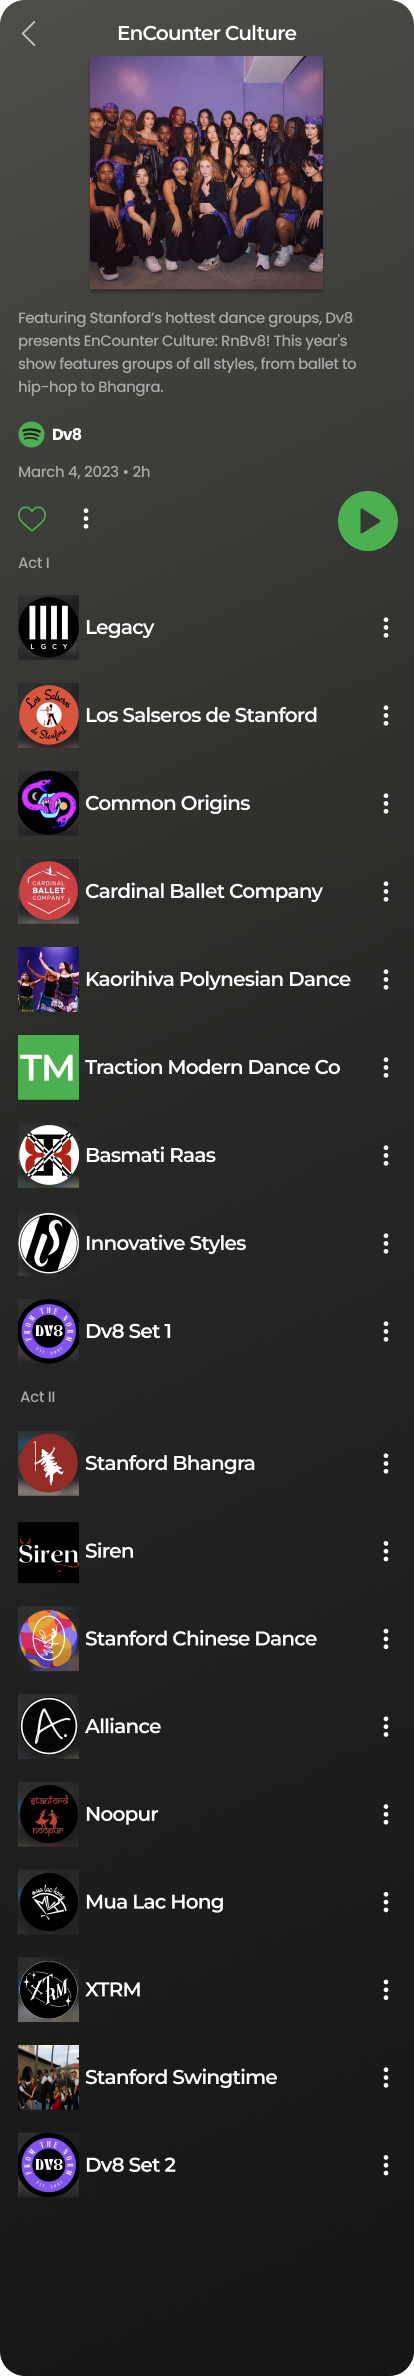 EnCounter Culture
Featuring Stanford’s hottest dance groups, Dv8
presents EnCounter Culture: RnBv8! This year's
show features groups of all styles, from ballet to
hip-hop to Bhangra.
Dv8
March 4, 2023 • 2h
Act I
LGCY
Legacy
Los Salseros
de Stanford
Los Salseros de Stanford
Common Origins
CARDINAL
BALLET
COMPANY
Cardinal Ballet Company
Kaorihiva Polynesian Dance
TM
Traction Modern Dance Co
Basmati Raas
IS
Innovative Styles
FROM THE NORM
DV8
EST. 2001
Dv8 Set 1
Act II
Stanford Bhangra
Siren
Siren
Stanford Chinese Dance
A.
Alliance
stanford
noopur
Noopur
mua lac hong
Mua Lac Hong
XTRM
XTRM
Stanford Swingtime
FROM THE NORM
DV8
EST. 2001
Dv8 Set 2